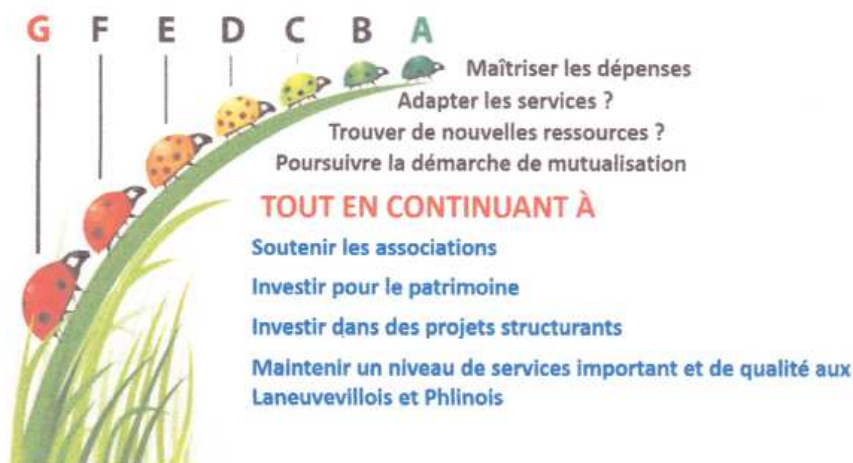 G F E D C B A
Maîtriser les dépenses
Adapter les services ?
Trouver de nouvelles ressources ?
Poursuivre la démarche de mutualisation
TOUT EN CONTINUANT À
Soutenir les associations
Investir pour le patrimoine
Investir dans des projets structurants
Maintenir un niveau de services important et de qualité aux
Laneuvevillois et Phlinois